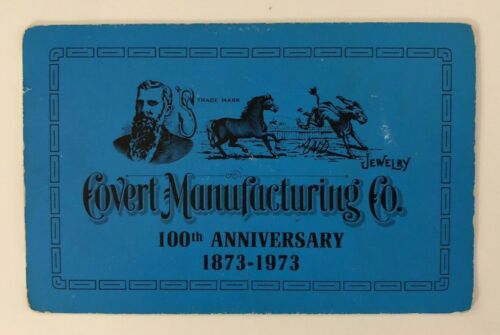 'S
TRADE MARK
JEWELRY
Covert Manufacturing Co.
100th ANNIVERSARY
1873-1973